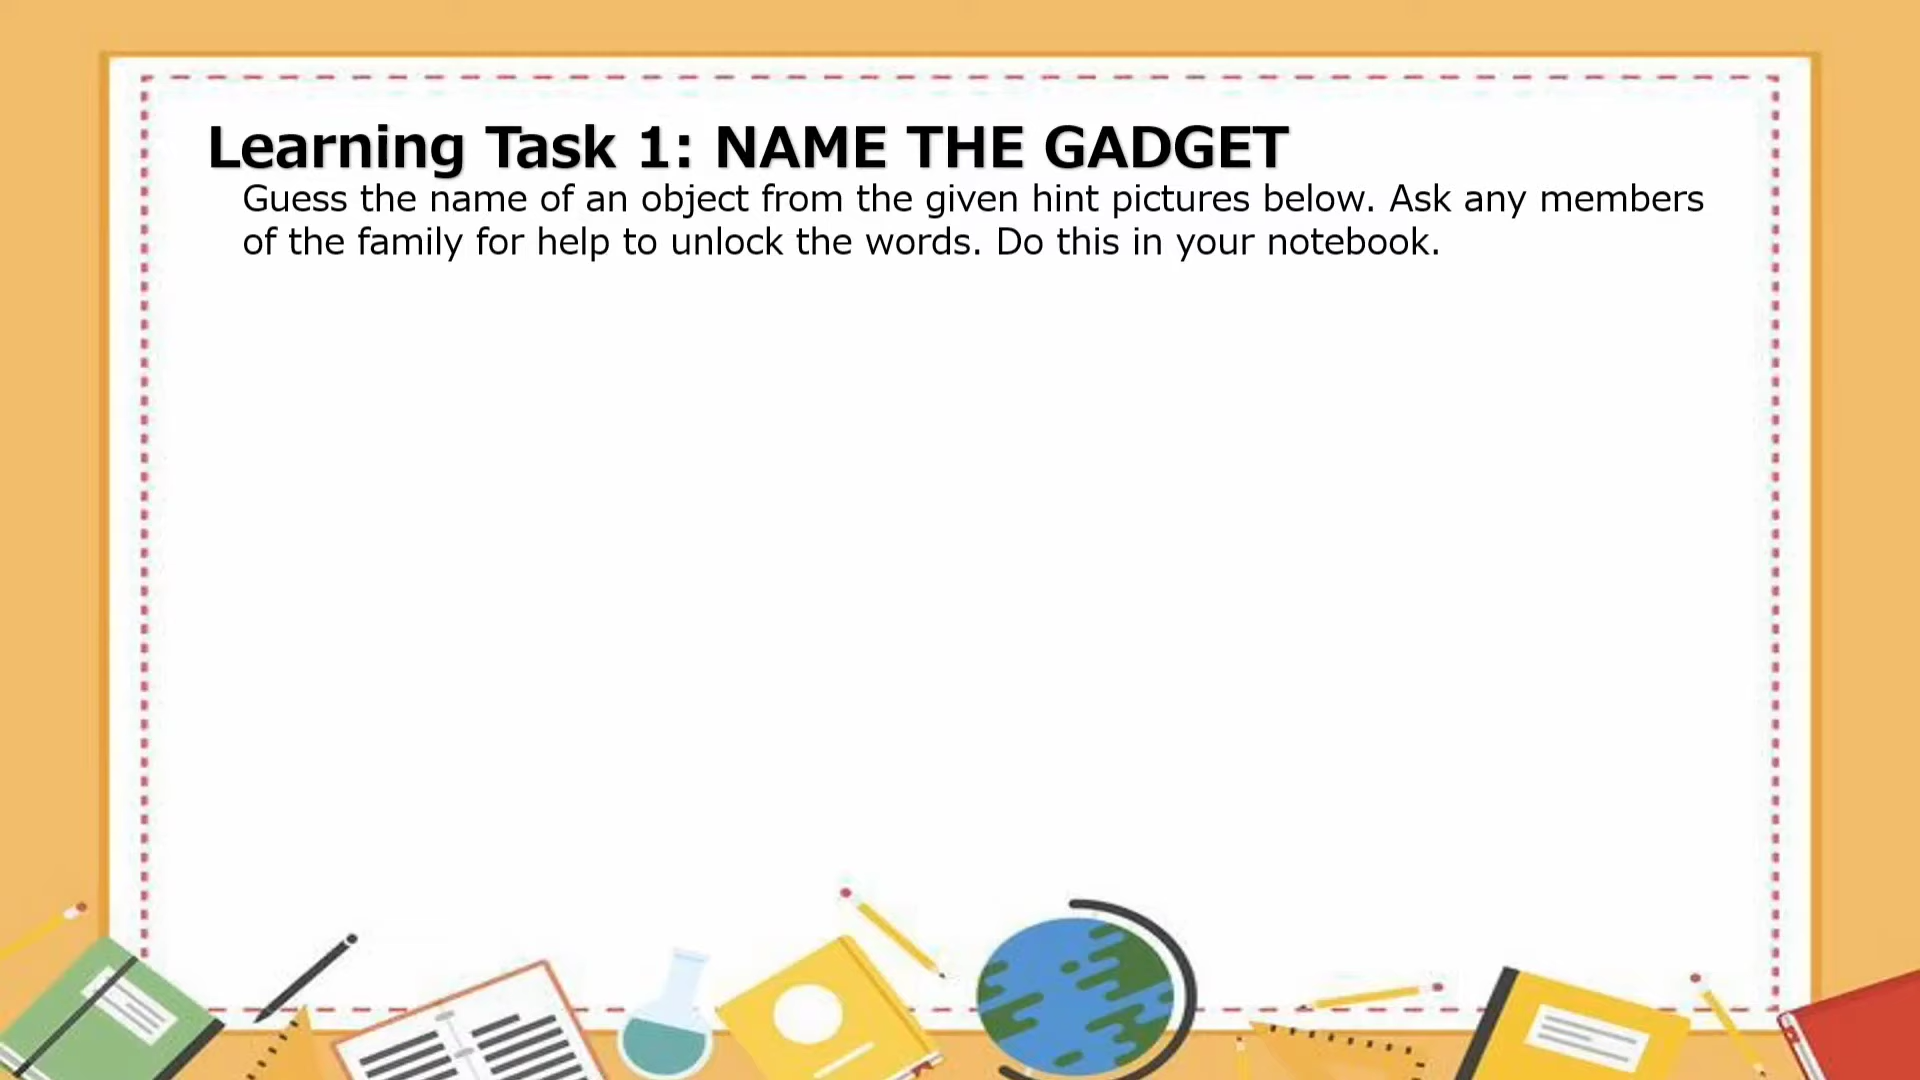 Learning Task 1: NAME THE GADGET
Guess the name of an object from the given hint pictures below. Ask any members
of the family for help to unlock the words. Do this in your notebook.